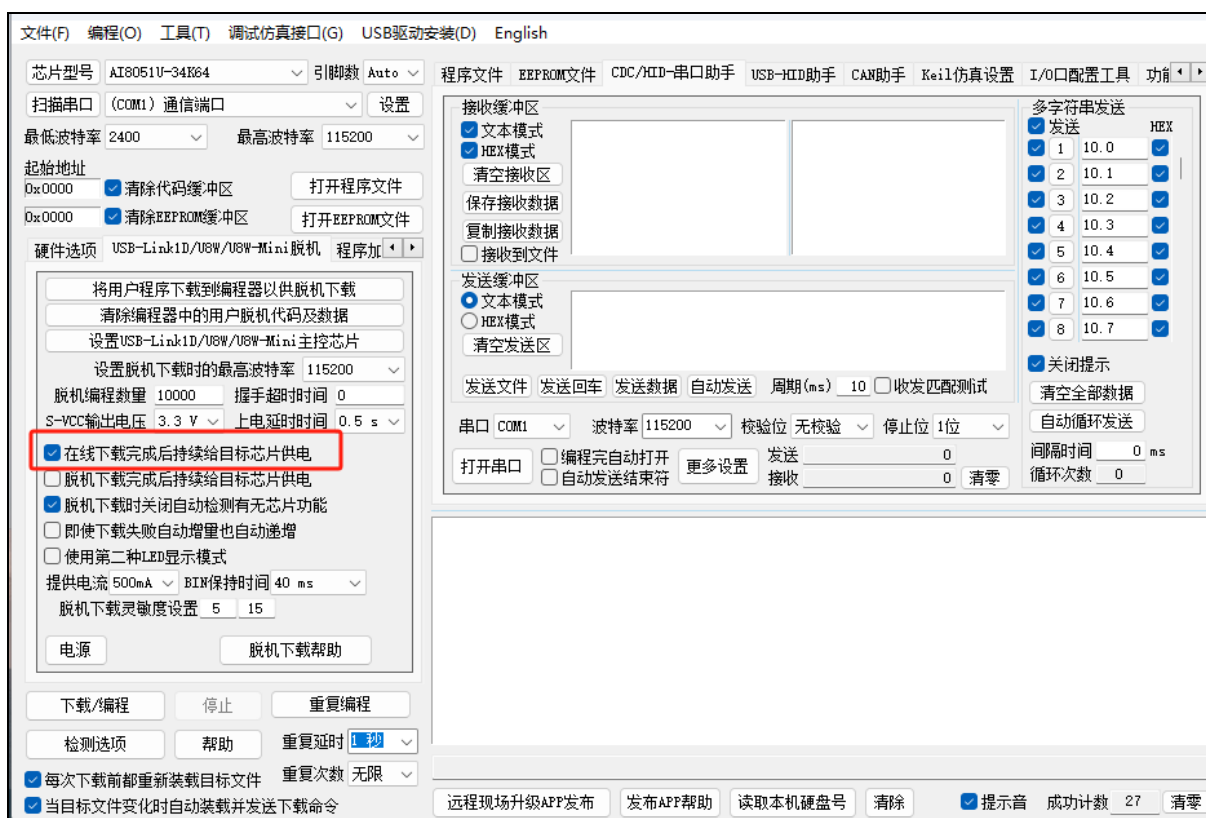 文件(F) 编程(O) 工具(T) 调试仿真接口(G) USB驱动安装(D) English
芯片型号 AI8051U-34K64 引脚数 Auto
扫描串口 (COM1) 通信端口 设置
最低波特率 2400 最高波特率 115200
起始地址
0x0000 清除代码缓冲区 打开程序文件
0x0000 清除EEPROM缓冲区 打开EEPROM文件
硬件选项 USB-Link1D/U8W/U8W-Mini脱机 程序加
将用户程序下载到编程器以供脱机下载
清除编程器中的用户脱机代码及数据
设置USB-Link1D/U8W/U8W-Mini主控芯片
设置脱机下载时的最高波特率 115200
脱机编程数量 10000 握手超时时间 0
S-VCC输出电压 3.3 V 上电延时时间 0.5 s
在线下载完成后持续给目标芯片供电
脱机下载完成后持续给目标芯片供电
脱机下载时关闭自动检测有无芯片功能
即使下载失败自动增量也自动递增
使用第二种LED显示模式
提供电流 500mA BIN保持时间 40 ms
脱机下载灵敏度设置 5 15
电源 脱机下载帮助
下载/编程 停止 重复编程
检测选项 帮助 重复延时 1 秒
每次下载前都重新装载目标文件 重复次数 无限
当目标文件变化时自动装载并发送下载命令
程序文件 EEPROM文件 CDC/HID-串口助手 USB-HID助手 CAN助手 Keil仿真设置 I/O口配置工具 功能
接收缓冲区
文本模式
HEX模式
清空接收区
保存接收数据
复制接收数据
接收到文件
发送缓冲区
文本模式
HEX模式
清空发送区
发送文件 发送回车 发送数据 自动发送 周期(ms) 10 收发匹配测试
串口 COM1 波特率 115200 校验位 无校验 停止位 1位
打开串口 编程完自动打开 更多设置 发送 0
自动发送结束符 接收 0 清零
多字符串发送
发送 HEX
1 10.0
2 10.1
3 10.2
4 10.3
5 10.4
6 10.5
7 10.6
8 10.7
关闭提示
清空全部数据
自动循环发送
间隔时间 0 ms
循环次数 0
远程现场升级APP发布 发布APP帮助 读取本机硬盘号 清除 提示音 成功计数 27 清零